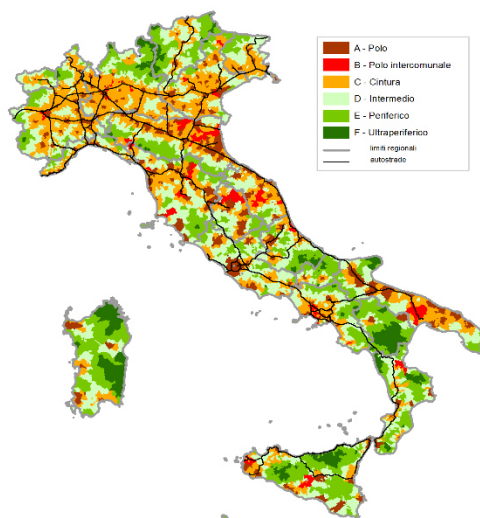 A - Polo
B - Polo intercomunale
C - Cintura
D - Intermedio
E - Periferico
F - Ultraperiferico
limiti regionali
autostrade